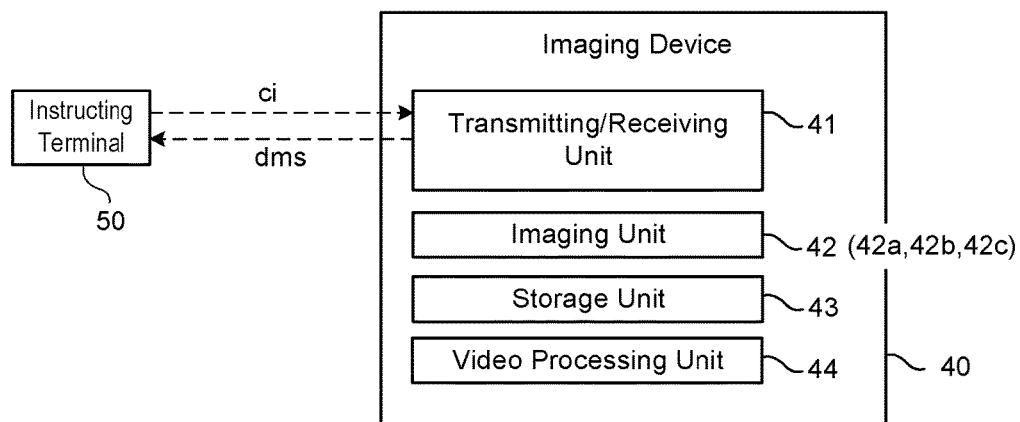 Imaging Device
Instructing
Terminal
50
ci
dms
Transmitting/Receiving
Unit
41
Imaging Unit
42 (42a,42b,42c)
Storage Unit
43
Video Processing Unit
44
40